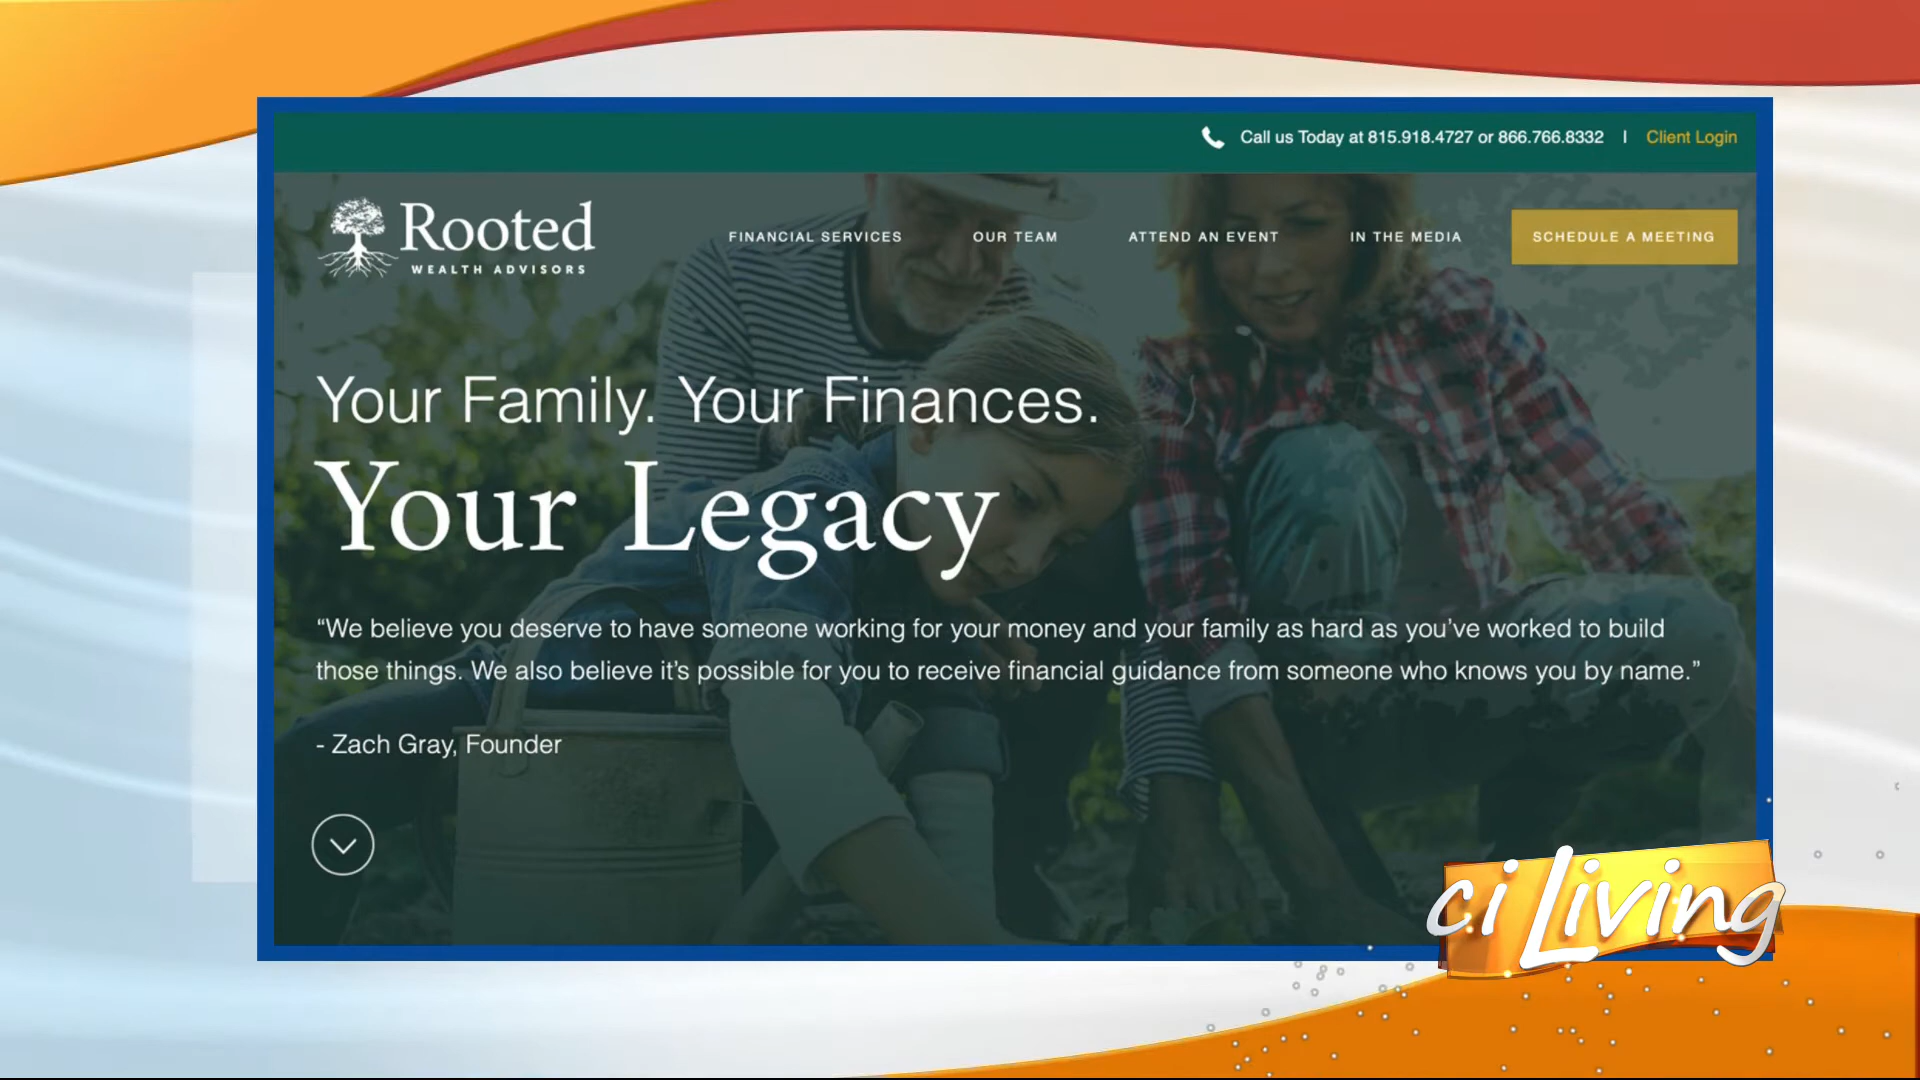 Call us Today at 815.918.4727 or 866.766.8332 | Client Login
Rooted
WEALTH ADVISORS
FINANCIAL SERVICES
OUR TEAM
ATTEND AN EVENT
IN THE MEDIA
SCHEDULE A MEETING
Your Family. Your Finances.
Your Legacy
“We believe you deserve to have someone working for your money and your family as hard as you’ve worked to build
those things. We also believe it’s possible for you to receive financial guidance from someone who knows you by name.”
- Zach Gray, Founder
ci Living